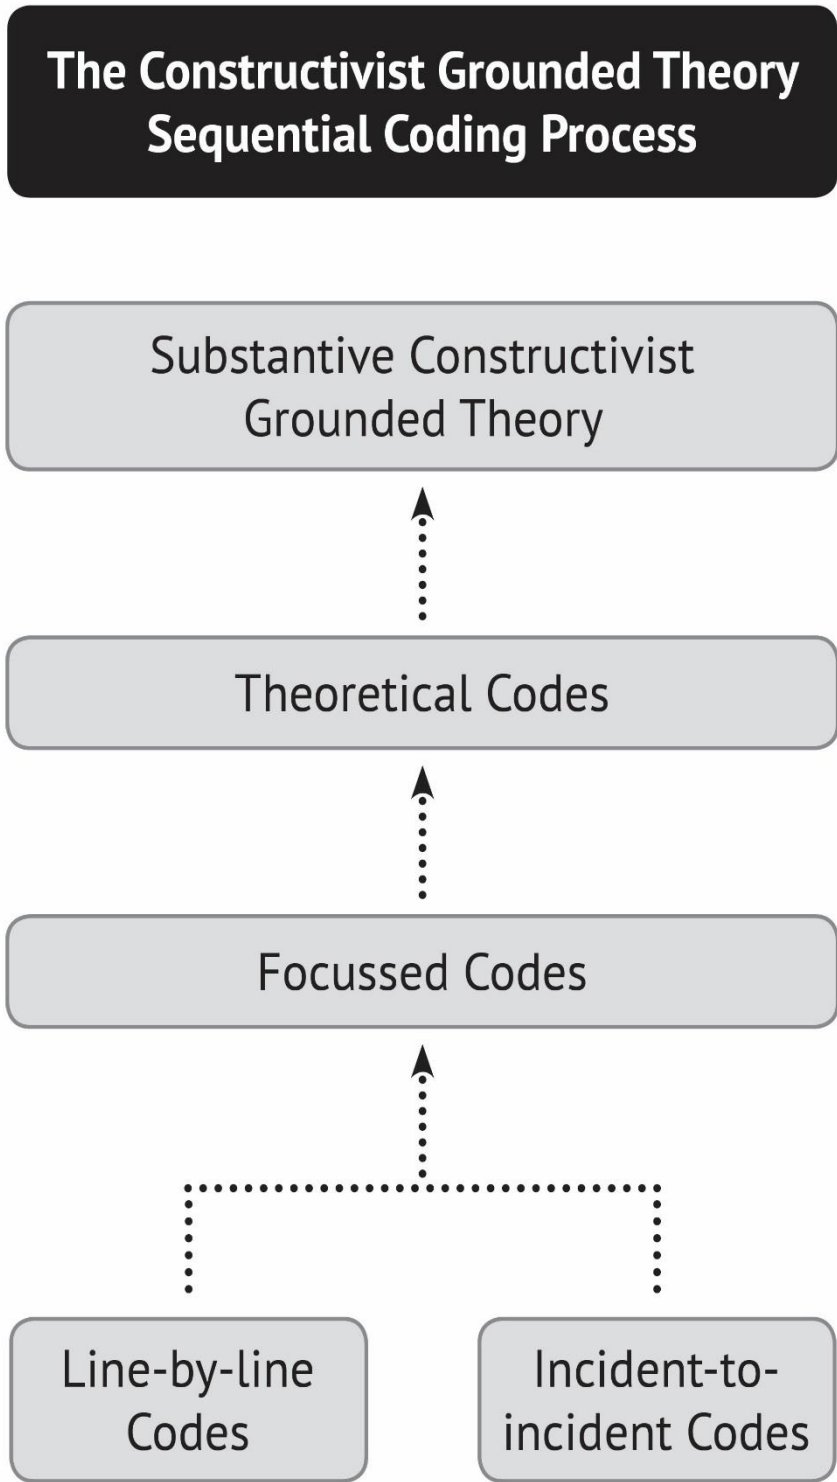 The Constructivist Grounded Theory
Sequential Coding Process
Substantive Constructivist
Grounded Theory
Theoretical Codes
Focussed Codes
Line-by-line
Codes
Incident-to-
incident Codes